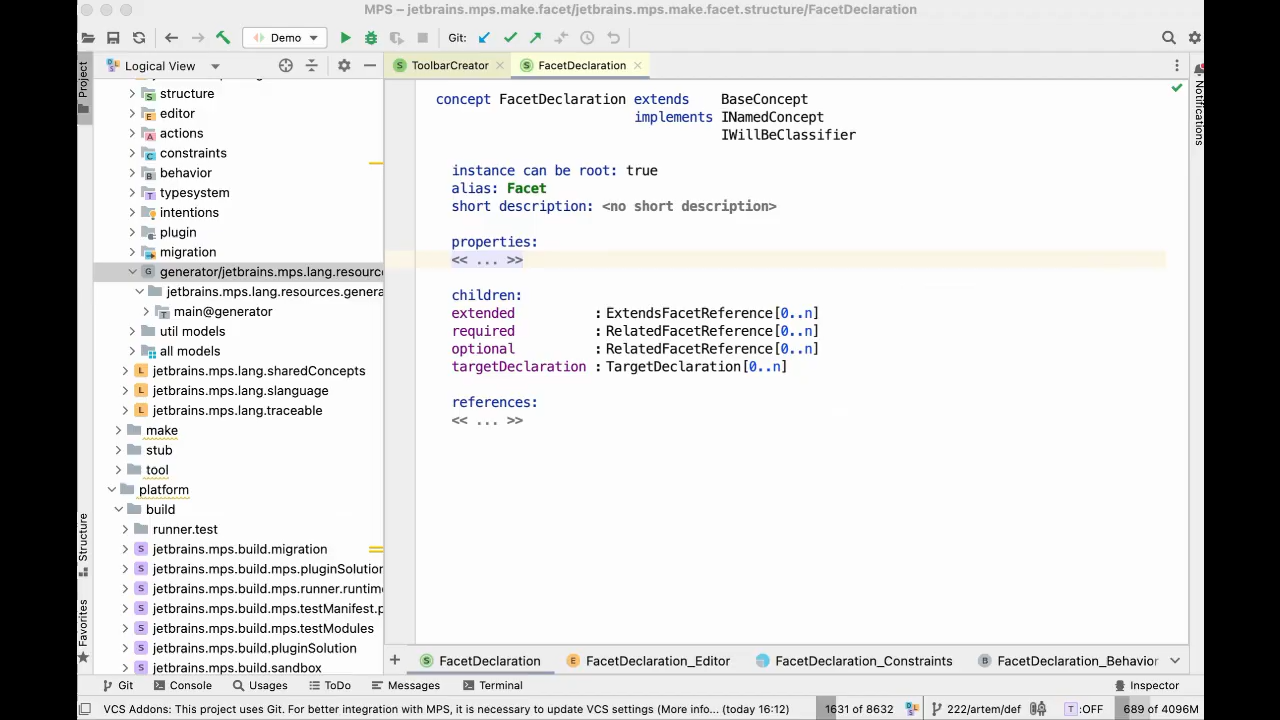 MPS – jetbrains.mps.make.facet/jetbrains.mps.make.facet.structure/FacetDeclaration
Demo
Git:
Project
Logical View
ToolbarCreator
FacetDeclaration
Notifications
structure
editor
actions
constraints
behavior
typesystem
intentions
plugin
migration
generator/jetbrains.mps.lang.resourc
jetbrains.mps.lang.resources.genera
main@generator
util models
all models
jetbrains.mps.lang.sharedConcepts
jetbrains.mps.lang.slanguage
jetbrains.mps.lang.traceable
make
stub
tool
platform
build
runner.test
jetbrains.mps.build.migration
jetbrains.mps.build.mps.pluginSolution
jetbrains.mps.build.mps.runner.runtime
jetbrains.mps.build.mps.testManifest.p
jetbrains.mps.build.mps.testModules
jetbrains.mps.build.pluginSolution
jetbrains.mps.build.sandbox
Structure
Favorites
concept FacetDeclaration extends BaseConcept
implements INamedConcept
IWillBeClassifier
instance can be root: true
alias: Facet
short description: <no short description>
properties:
<< ... >>
children:
extended : ExtendsFacetReference[0..n]
required : RelatedFacetReference[0..n]
optional : RelatedFacetReference[0..n]
targetDeclaration : TargetDeclaration[0..n]
references:
<< ... >>
FacetDeclaration
FacetDeclaration_Editor
FacetDeclaration_Constraints
FacetDeclaration_Behavior
Git
Console
Usages
ToDo
Messages
Terminal
Inspector
VCS Addons: This project uses Git. For better integration with MPS, it is necessary to update VCS settings (More info... (today 16:12)
1631 of 8632
222/artem/def
T :OFF
689 of 4096M